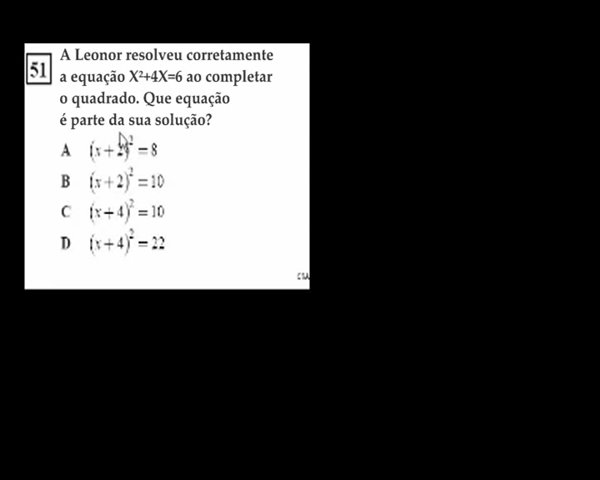 51
A Leonor resolveu corretamente
a equação X²+4X=6 ao completar
o quadrado. Que equação
é parte da sua solução?
A (x+2)² = 8
B (x+2)² = 10
C (x+4)² = 10
D (x+4)² = 22